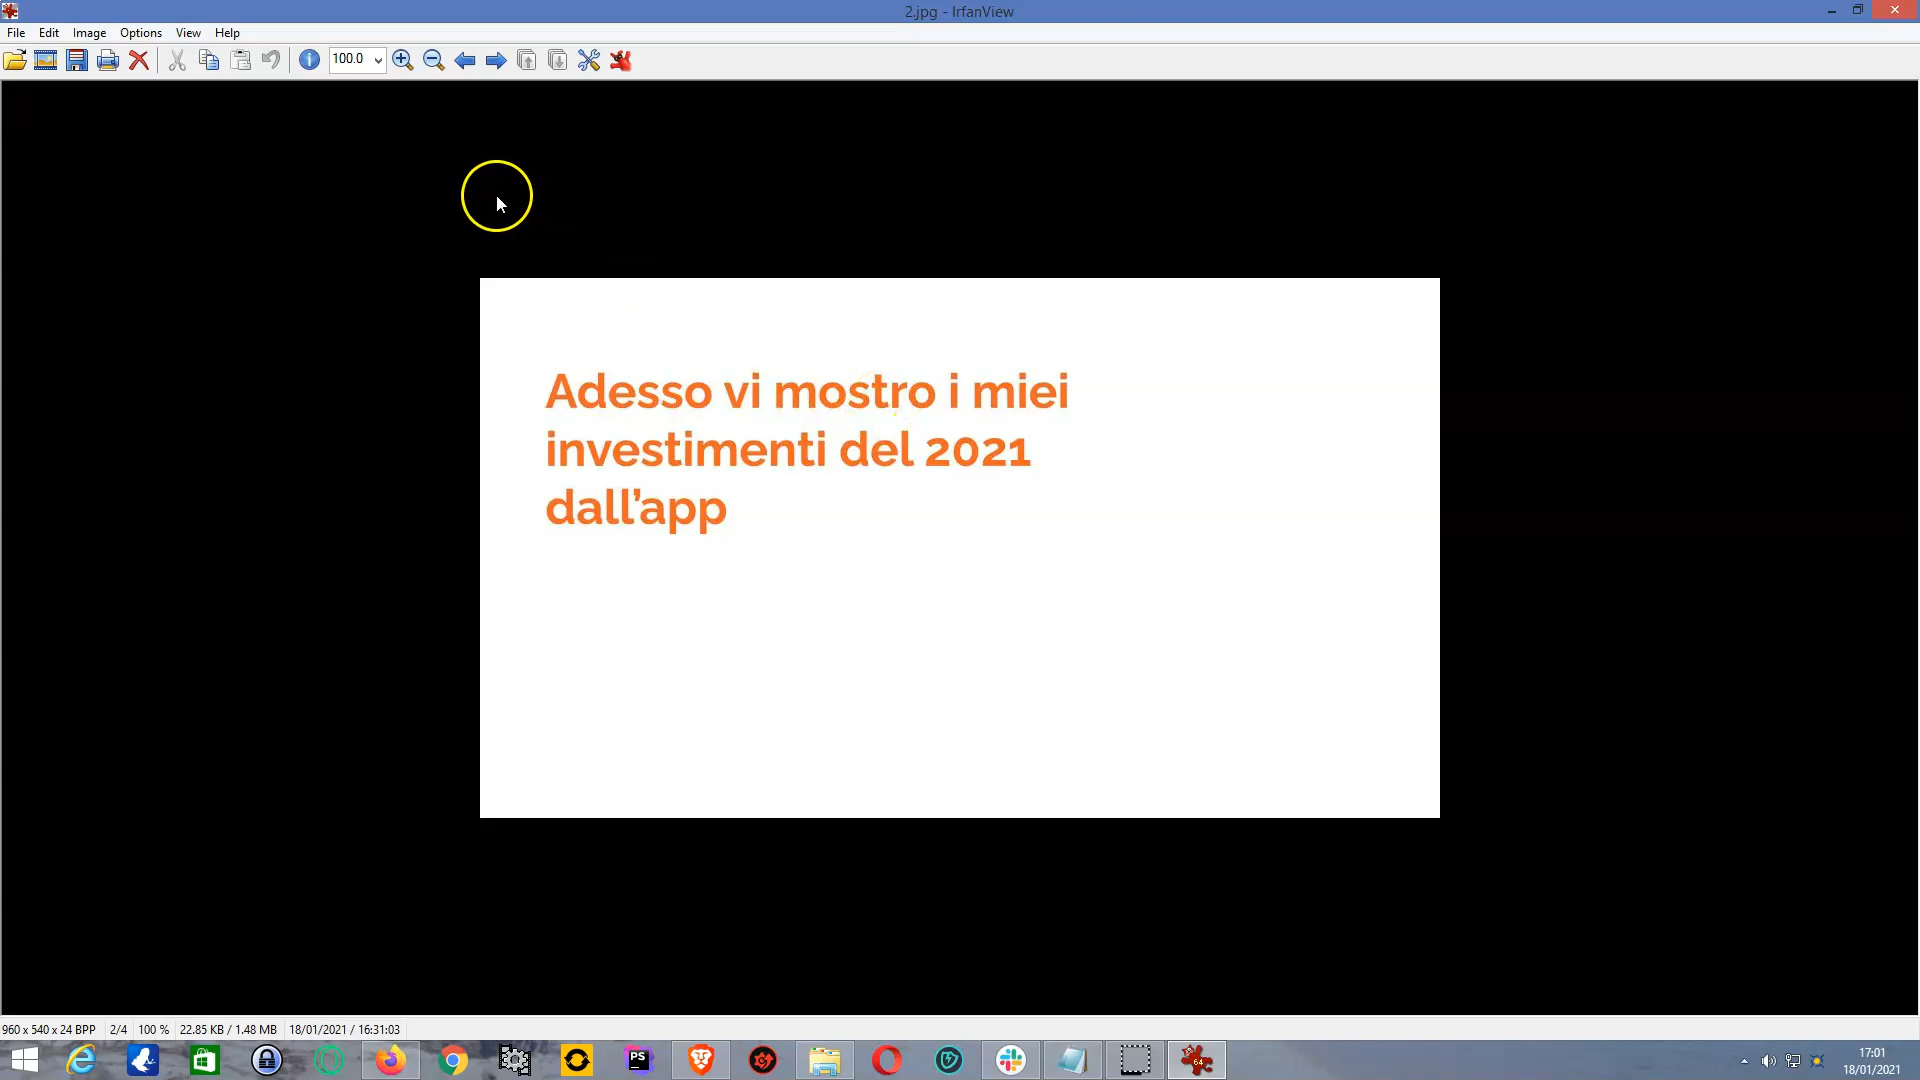 2.jpg - IrfanView
File Edit Image Options View Help
100.0
Adesso vi mostro i miei
investimenti del 2021
dall'app
960 x 540 x 24 BPP 2/4 100 % 22.85 KB / 1.48 MB 18/01/2021 / 16:31:03
PS
64
17:01
18/01/2021